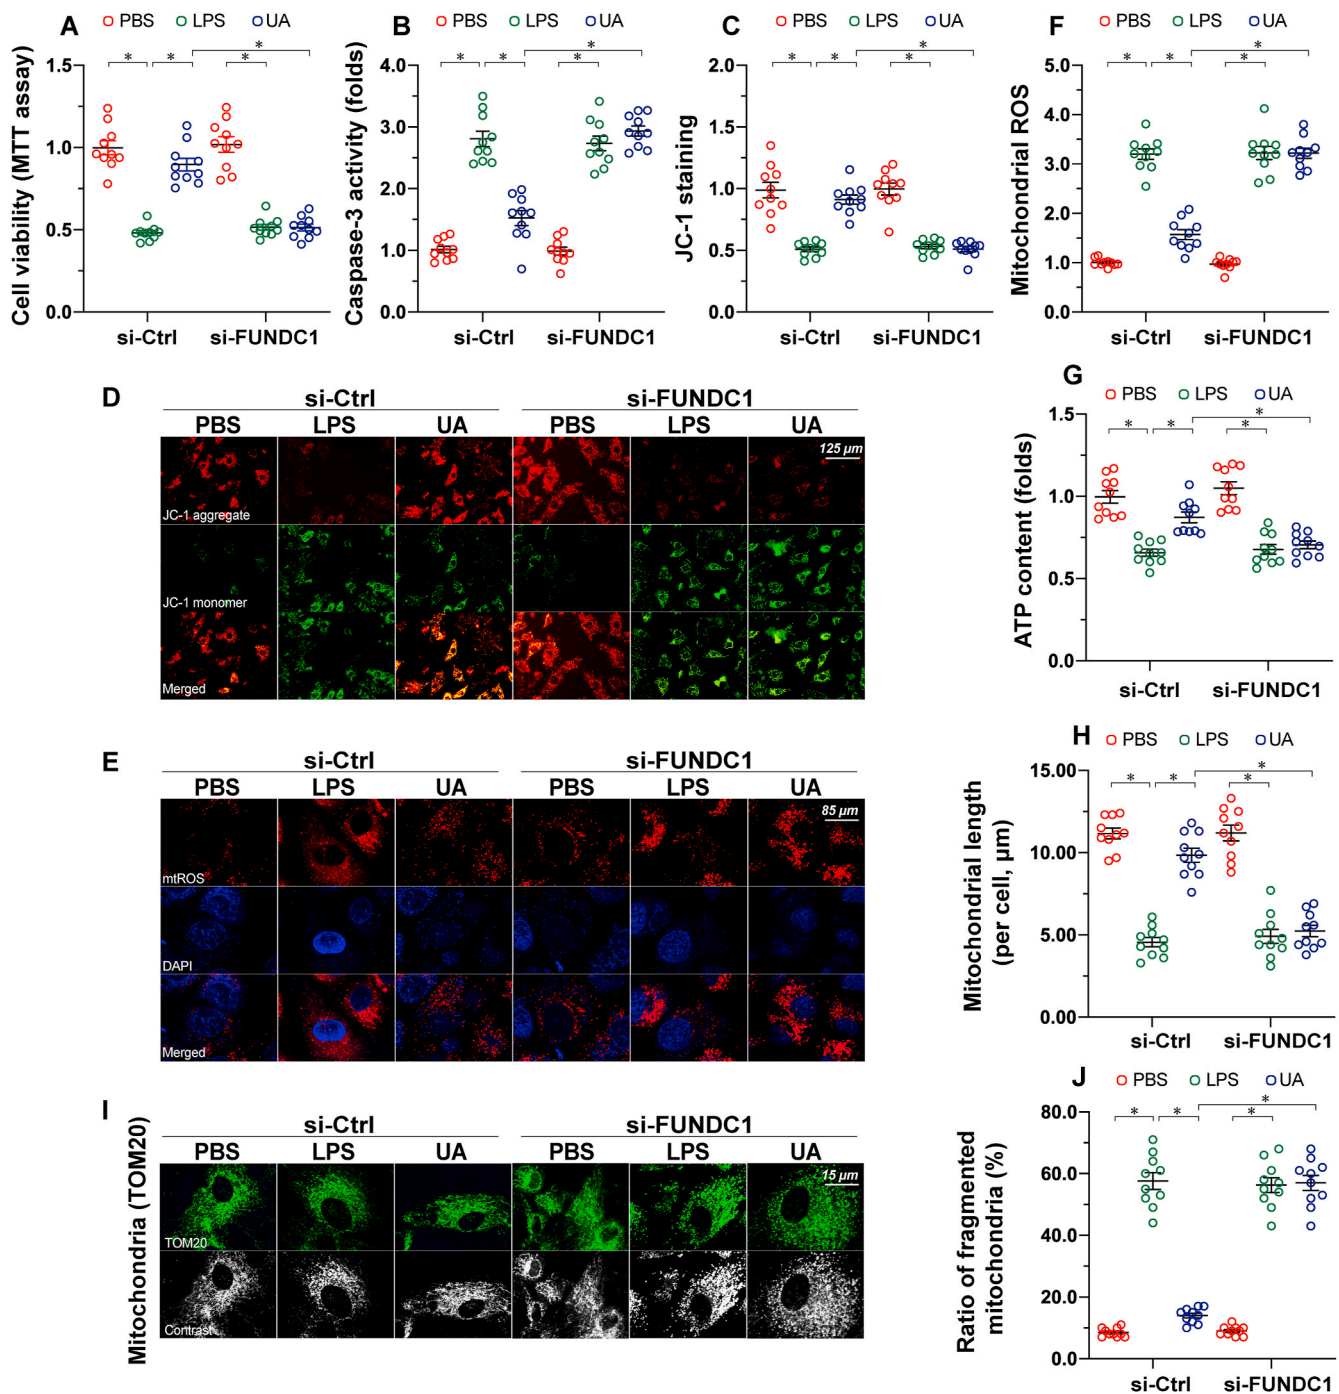 A
PBS LPS UA
Cell viability (MTT assay)
* * * *
1.5
1.0
0.5
0.0
si-Ctrl si-FUNDC1
B
PBS LPS UA
Caspase-3 activity (folds)
* * * *
4.0
3.0
2.0
1.0
0.0
si-Ctrl si-FUNDC1
C
PBS LPS UA
JC-1 staining
* * * *
2.0
1.0
0.0
si-Ctrl si-FUNDC1
F
PBS LPS UA
Mitochondrial ROS
* * * *
5.0
4.0
3.0
2.0
1.0
0.0
si-Ctrl si-FUNDC1
D
si-Ctrl si-FUNDC1
PBS LPS UA PBS LPS UA
125 µm
JC-1 aggregate
JC-1 monomer
Merged
G
PBS LPS UA
ATP content (folds)
* * * *
1.5
1.0
0.5
0.0
si-Ctrl si-FUNDC1
E
si-Ctrl si-FUNDC1
PBS LPS UA PBS LPS UA
85 µm
mtROS
DAPI
Merged
H
PBS LPS UA
Mitochondrial length
(per cell, µm)
* * * *
15.00
10.00
5.00
0.00
si-Ctrl si-FUNDC1
I
Mitochondria (TOM20)
si-Ctrl si-FUNDC1
PBS LPS UA PBS LPS UA
15 µm
TOM20
Contrast
J
PBS LPS UA
Ratio of fragmented
mitochondria (%)
* * * *
80.0
60.0
40.0
20.0
0.0
si-Ctrl si-FUNDC1